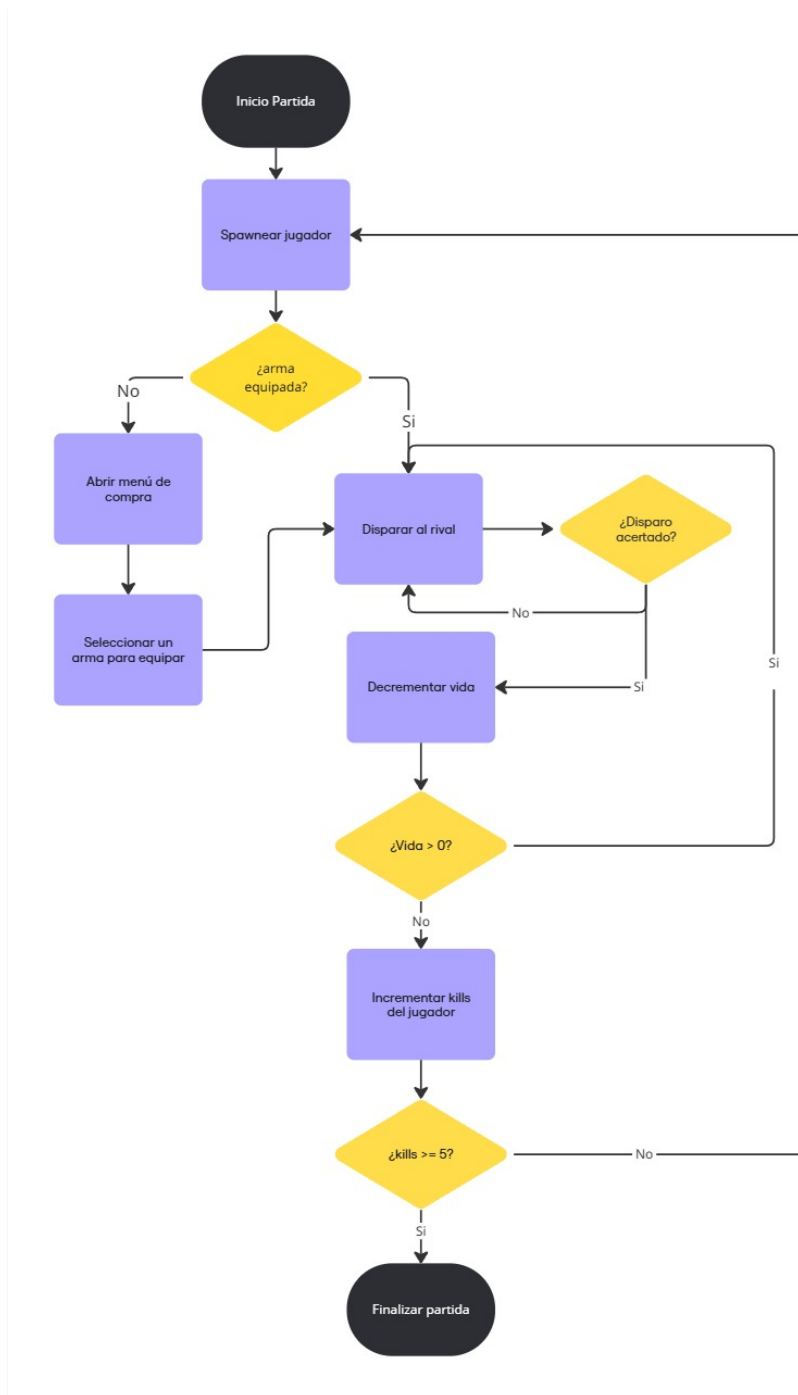 Inicio Partida
Spawnear jugador
¿arma
equipada?
No
Si
Abrir menú de
compra
Disparar al rival
¿Disparo
acertado?
No
Seleccionar un
arma para equipar
Si
Decrementar vida
Si
¿Vida > 0?
No
Incrementar kills
del jugador
¿kills >= 5?
No
Si
Finalizar partida